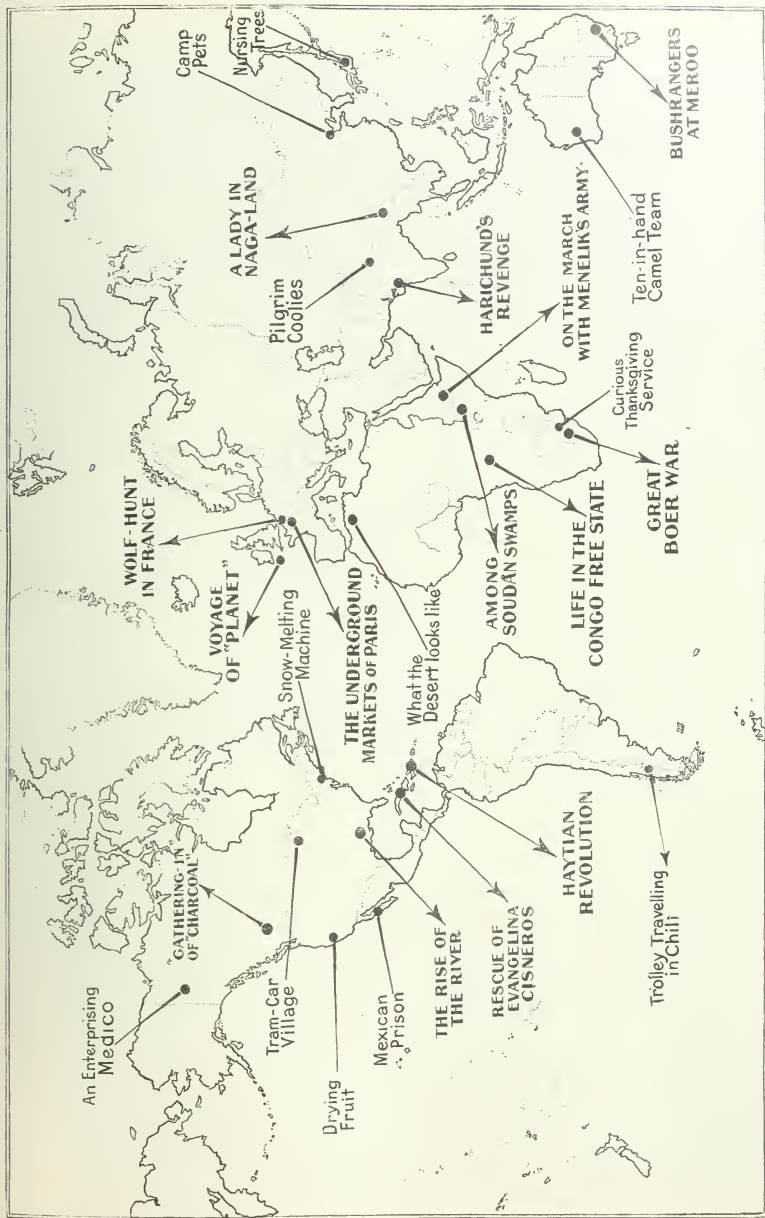 An Enterprising
Medico
"GATHERING-IN"
OF "CHARCOAL"
Tram-Car
Village
Drying
Fruit
Mexican
Prison
THE RISE OF
THE RIVER
RESCUE OF
EVANGELINA
CISNEROS
HAYTIAN
REVOLUTION
Trolley Travelling
in Chili
WOLF-HUNT
IN FRANCE
VOYAGE
OF "PLANET"
Snow-Melting
Machine
THE UNDERGROUND
MARKETS OF PARIS
What the
Desert looks like
AMONG
SOUDAN SWAMPS
LIFE IN THE
CONGO FREE STATE
GREAT
BOER WAR
Camp
Pets
Nursing
Trees
A LADY IN
NAGA-LAND
Pilgrim
Coolies
HARICHUND'S
REVENGE
ON THE MARCH
WITH MENELIK'S ARMY
Curious
Thanksgiving
Service
Ten-in-hand
Camel Team
BUSHRANGERS
AT MEROO